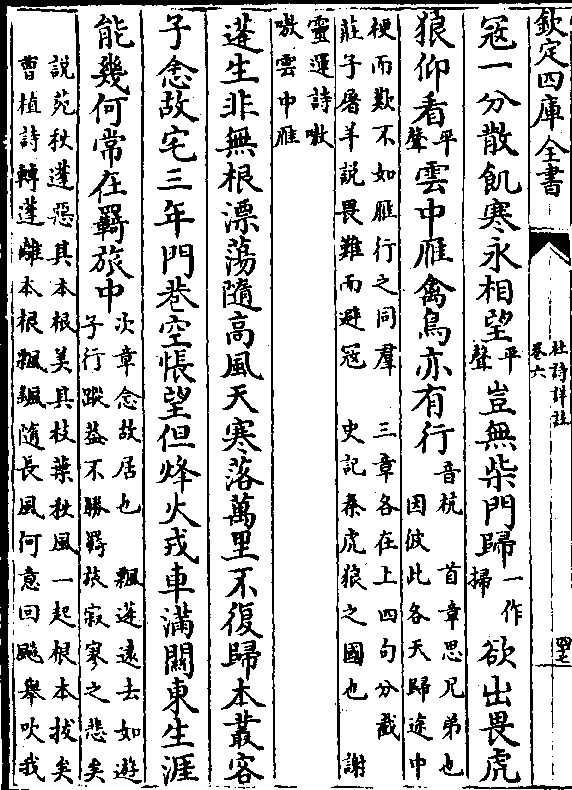 欽定四庫全書
杜詩詳註
卷六
冦一分散飢寒永相望平聲豈無柴門歸一作掃欲出畏虎
狼仰看平聲雲中雁禽鳥亦有行音杭 首章思兄弟也
因彼此各天歸途中
梗而歎不如雁行之同羣 三章各在上四句分截
莊子屠羊説畏難而避冦 史記秦虎狼之國也 謝
靈運詩嗷
嗷雲中雁
蓬生非無根漂蕩隨高風天寒落萬里不復歸本叢客
子念故宅三年門巷空悵望但烽火戎車滿關東生涯
能幾何常在羇旅中次章念故居也 飄蓬遠去如遊
子行蹤益不勝羇旅寂寥之悲矣
説苑秋蓬惡其本根美其枝葉秋風一起根本拔矣
曹植詩轉蓬離本根飄飖隨長風何意回飈舉吹我